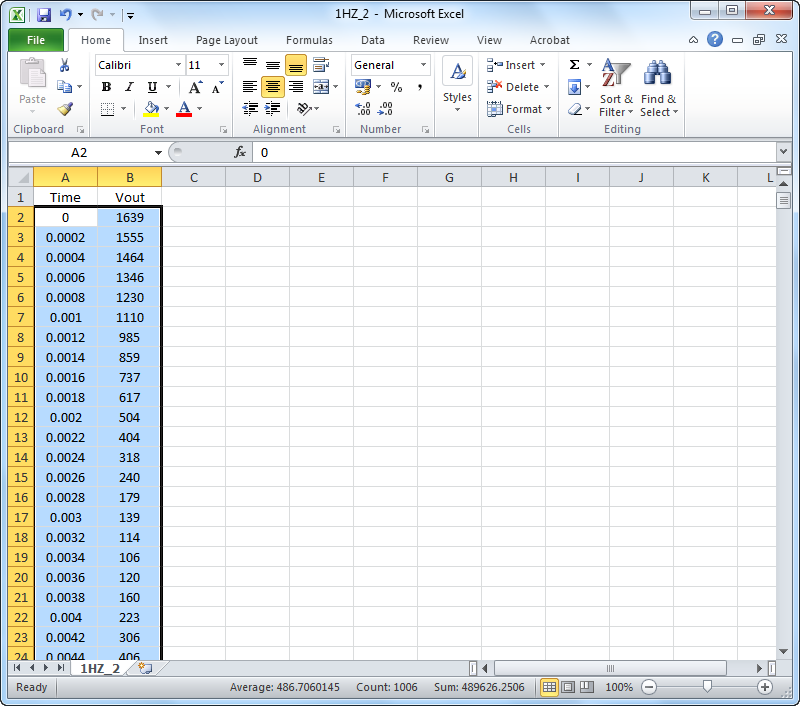 1HZ_2 - Microsoft Excel
File Home Insert Page Layout Formulas Data Review View Acrobat
Calibri 11 General Insert
Paste B I U A A % , Styles Delete Sort & Find &
A Format Filter Select
Clipboard Font Alignment Number Cells Editing
A2 fx 0
A B C D E F G H I J K L
1 Time Vout
2 0 1639
3 0.0002 1555
4 0.0004 1464
5 0.0006 1346
6 0.0008 1230
7 0.001 1110
8 0.0012 985
9 0.0014 859
10 0.0016 737
11 0.0018 617
12 0.002 504
13 0.0022 404
14 0.0024 318
15 0.0026 240
16 0.0028 179
17 0.003 139
18 0.0032 114
19 0.0034 106
20 0.0036 120
21 0.0038 160
22 0.004 223
23 0.0042 306
24 0.0044 406
1HZ_2
Ready Average: 486.7060145 Count: 1006 Sum: 489626.2506 100%